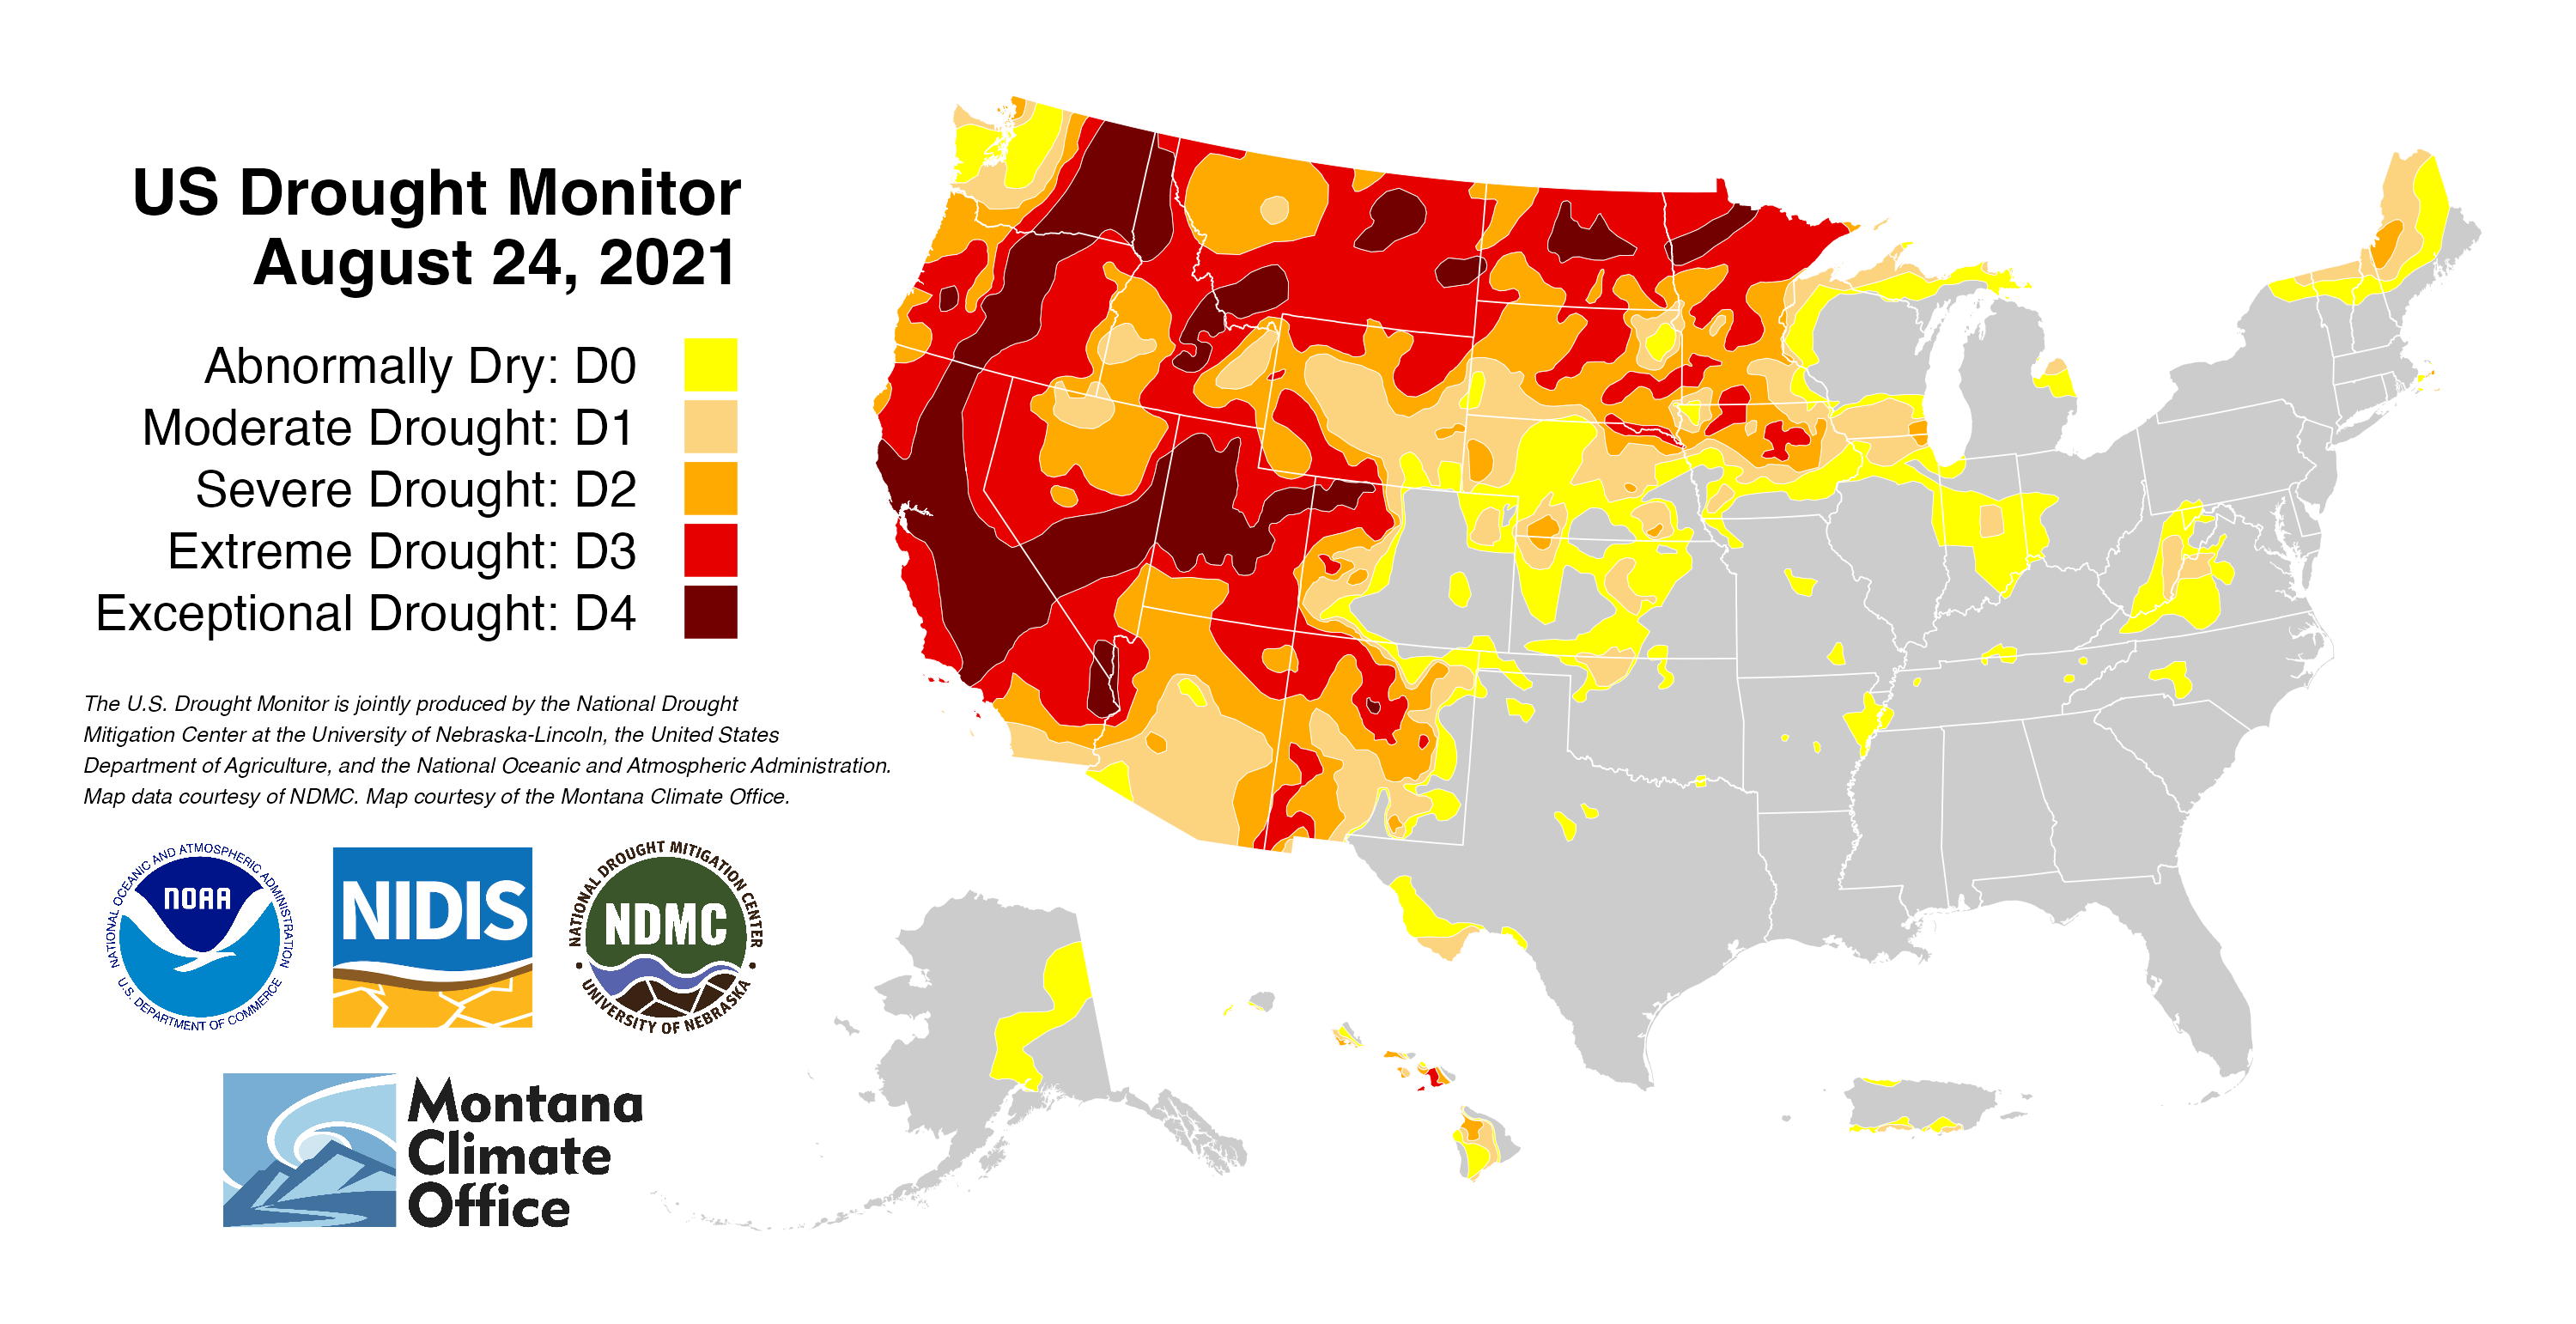 US Drought Monitor
August 24, 2021
Abnormally Dry: D0
Moderate Drought: D1
Severe Drought: D2
Extreme Drought: D3
Exceptional Drought: D4
The U.S. Drought Monitor is jointly produced by the National Drought
Mitigation Center at the University of Nebraska-Lincoln, the United States
Department of Agriculture, and the National Oceanic and Atmospheric Administration.
Map data courtesy of NDMC. Map courtesy of the Montana Climate Office.
NATIONAL OCEANIC AND ATMOSPHERIC ADMINISTRATION
NOAA
U.S. DEPARTMENT OF COMMERCE
NIDIS
NATIONAL DROUGHT MITIGATION CENTER
NDMC
• UNIVERSITY OF NEBRASKA •
Montana
Climate
Office